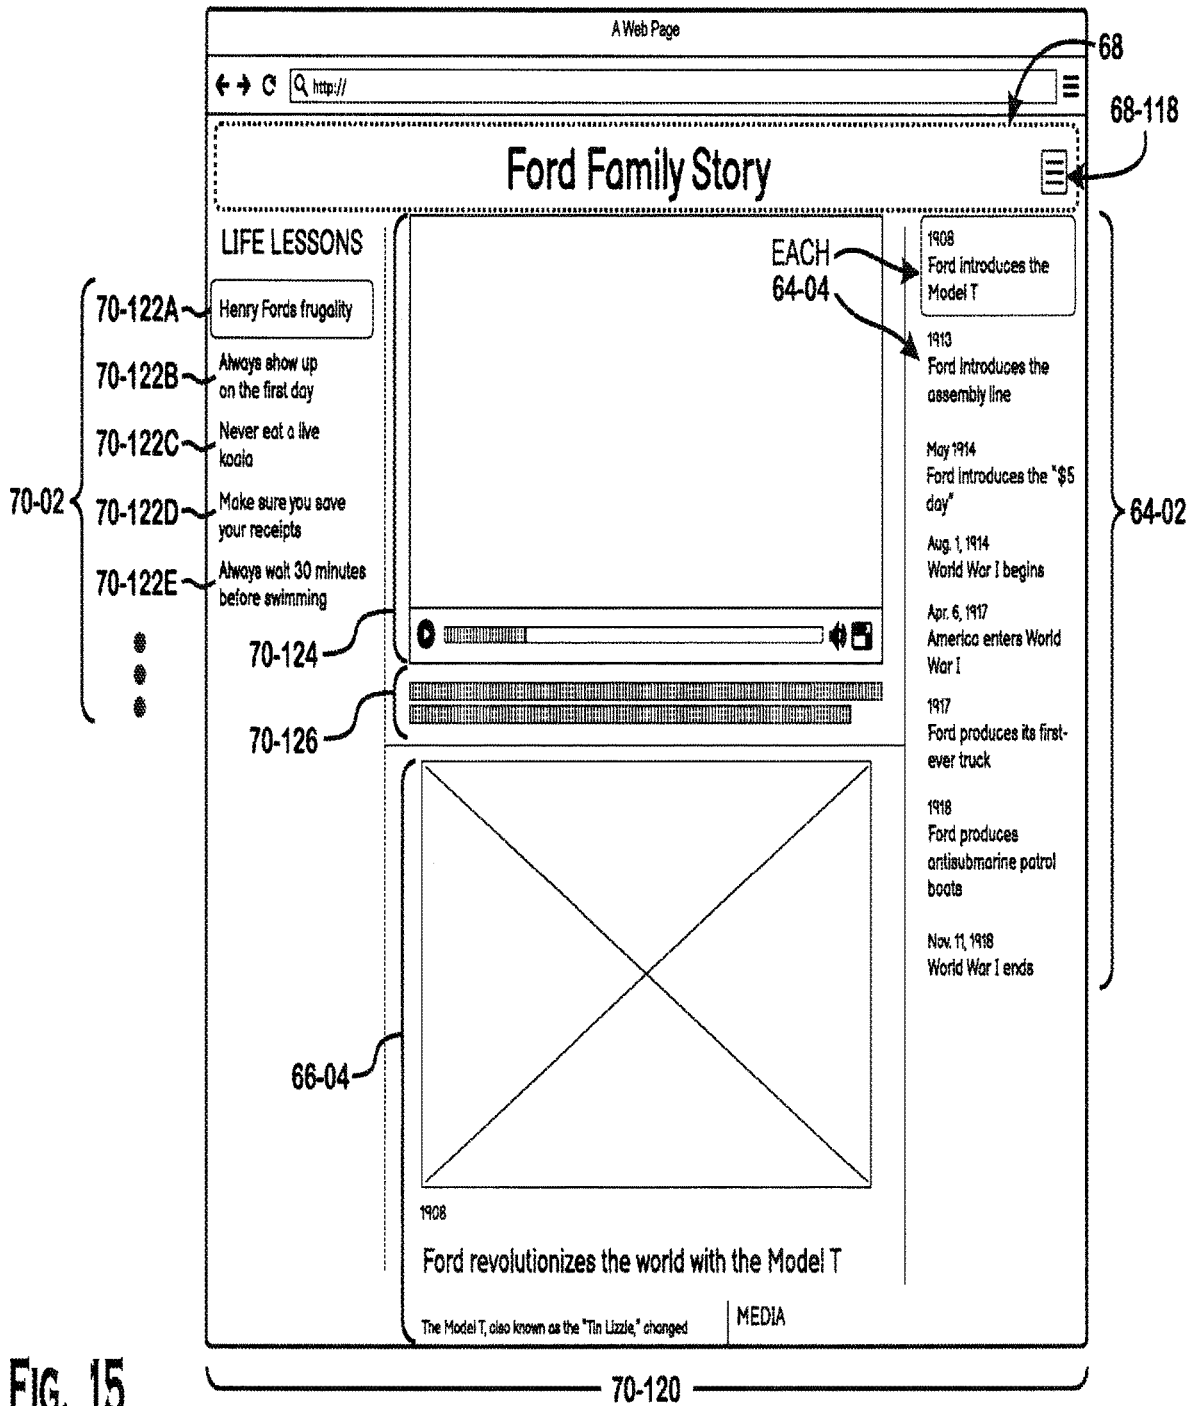 A Web Page
http://
68
68-118
Ford Family Story
LIFE LESSONS
70-02
70-122A
Henry Fords frugality
70-122B
Always show up
on the first day
70-122C
Never eat a live
koala
70-122D
Make sure you save
your receipts
70-122E
Always wait 30 minutes
before swimming
EACH
64-04
1908
Ford introduces the
Model T
1913
Ford introduces the
assembly line
May 1914
Ford introduces the "$5
day"
Aug. 1, 1914
World War I begins
Apr. 6, 1917
America enters World
War I
1917
Ford produces its first-
ever truck
1918
Ford produces
antisubmarine patrol
boats
Nov. 11, 1918
World War I ends
64-02
70-124
70-126
66-04
1908
Ford revolutionizes the world with the Model T
The Model T, also known as the "Tin Lizzie," changed
MEDIA
70-120
FIG. 15